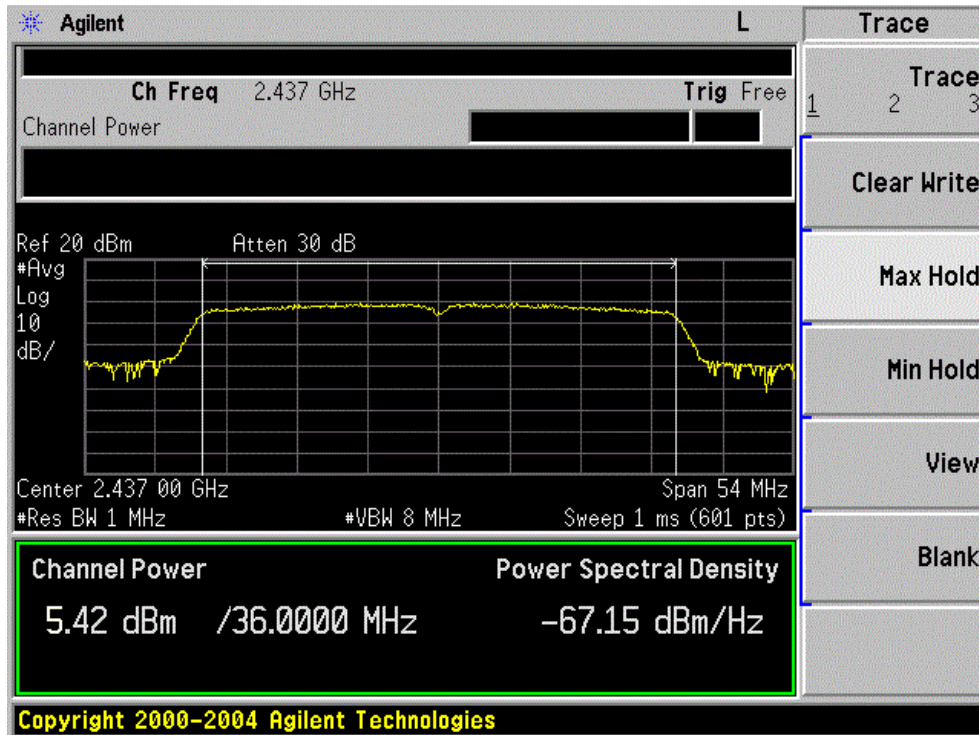 Agilent L Trace
Ch Freq 2.437 GHz Trig Free
Channel Power
Trace
1 2 3
Clear Write
Ref 20 dBm Atten 30 dB
#Avg
Log
10
dB/
Max Hold
Min Hold
View
Center 2.437 00 GHz Span 54 MHz
#Res BW 1 MHz #VBW 8 MHz Sweep 1 ms (601 pts)
Blank
Channel Power Power Spectral Density
5.42 dBm /36.0000 MHz -67.15 dBm/Hz
Copyright 2000-2004 Agilent Technologies